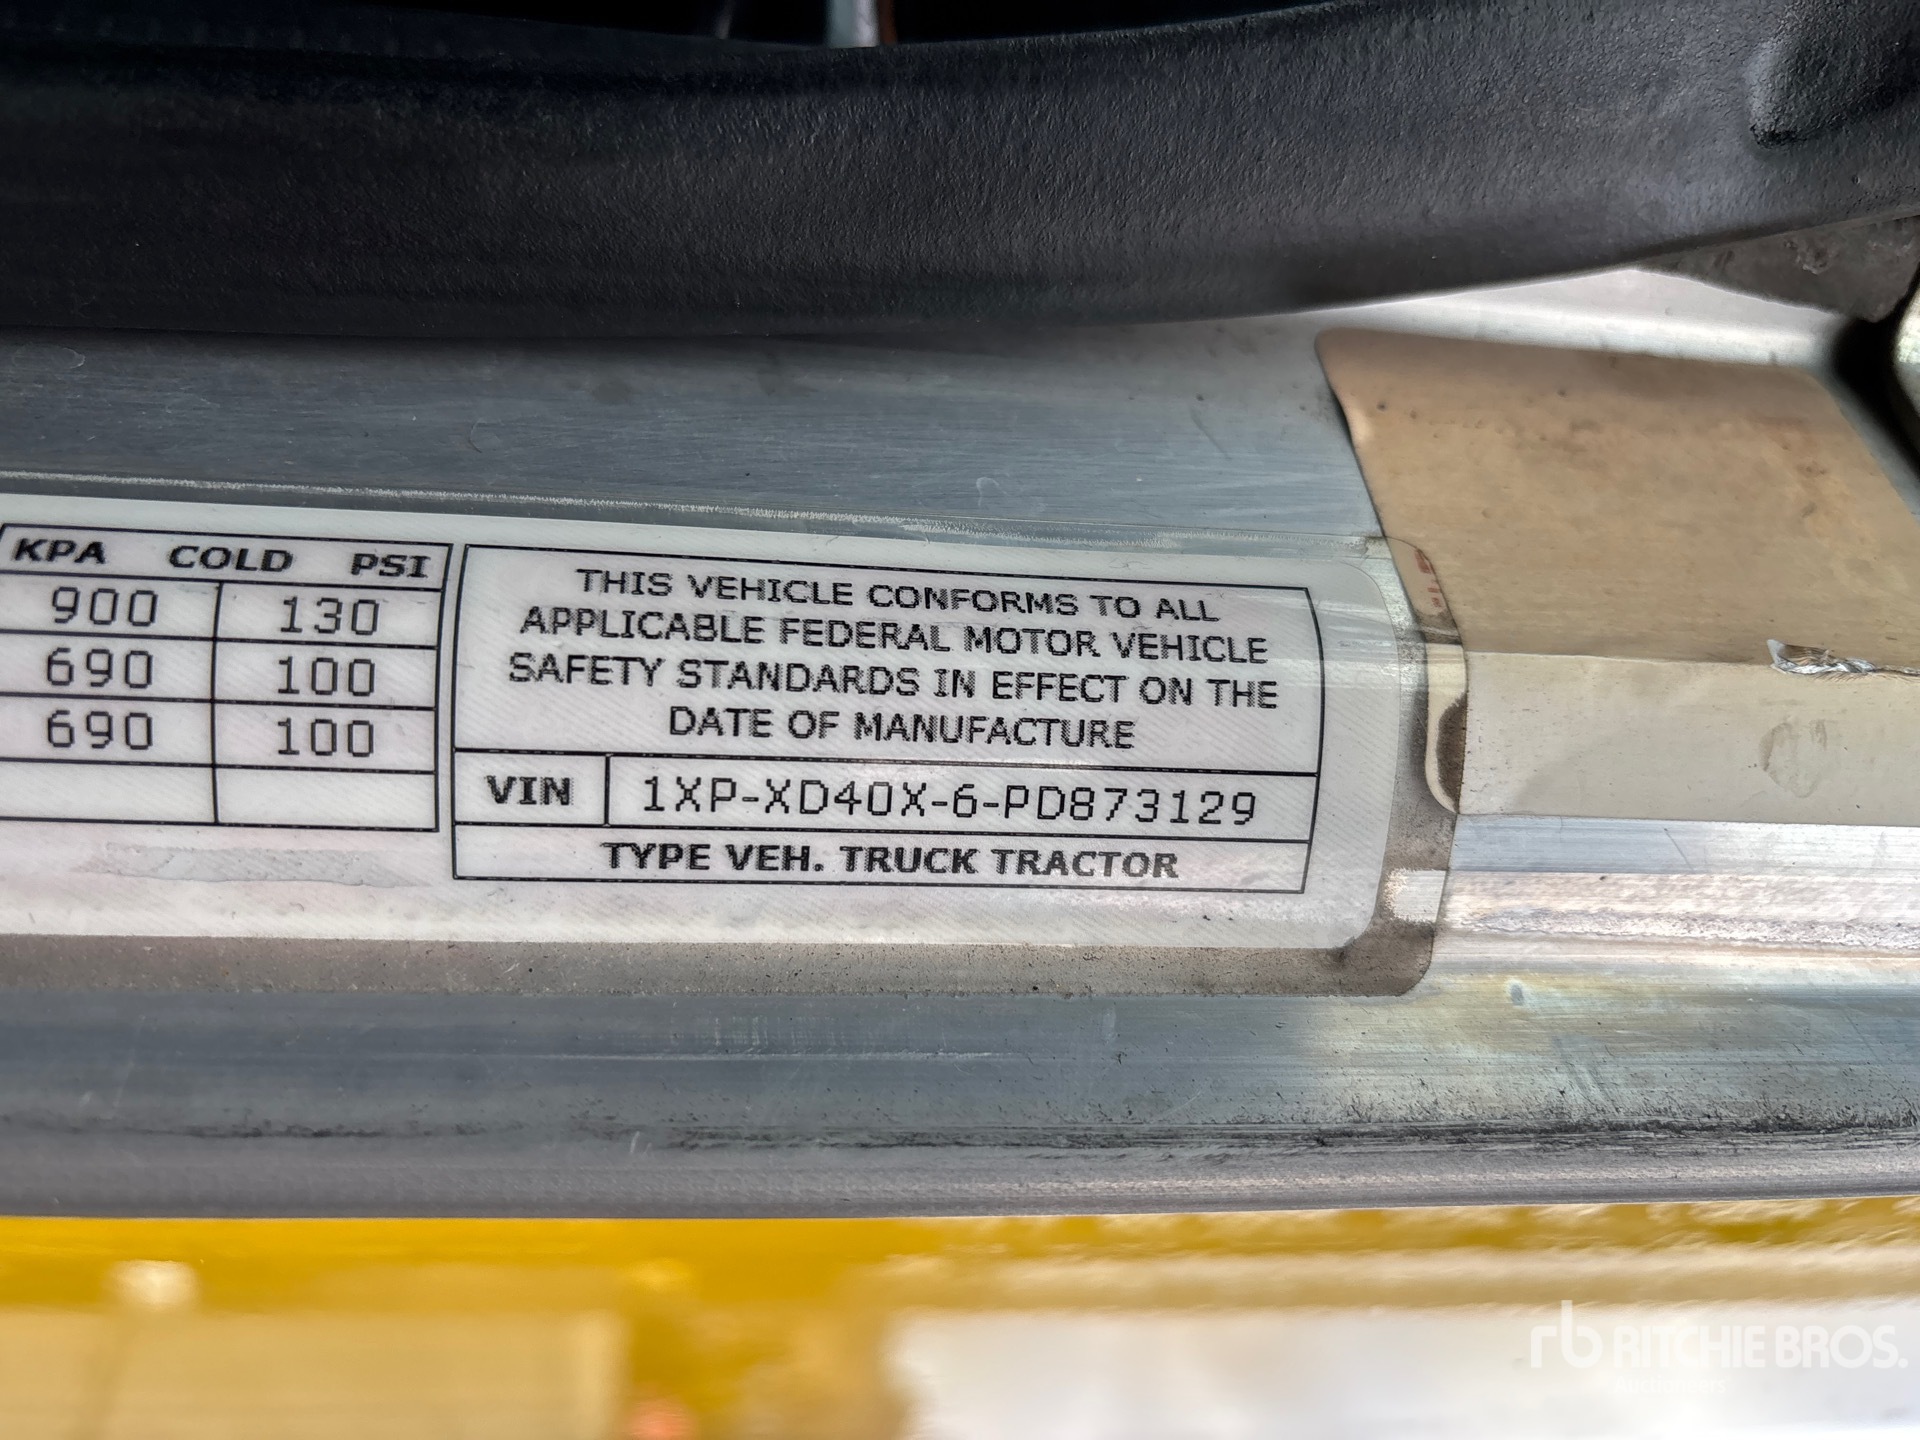 KPA COLD PSI
900 130
690 100
690 100
THIS VEHICLE CONFORMS TO ALL
APPLICABLE FEDERAL MOTOR VEHICLE
SAFETY STANDARDS IN EFFECT ON THE
DATE OF MANUFACTURE
VIN 1XP-XD40X-6-PD873129
TYPE VEH. TRUCK TRACTOR
rb RITCHIE BROS.
Auctioneers